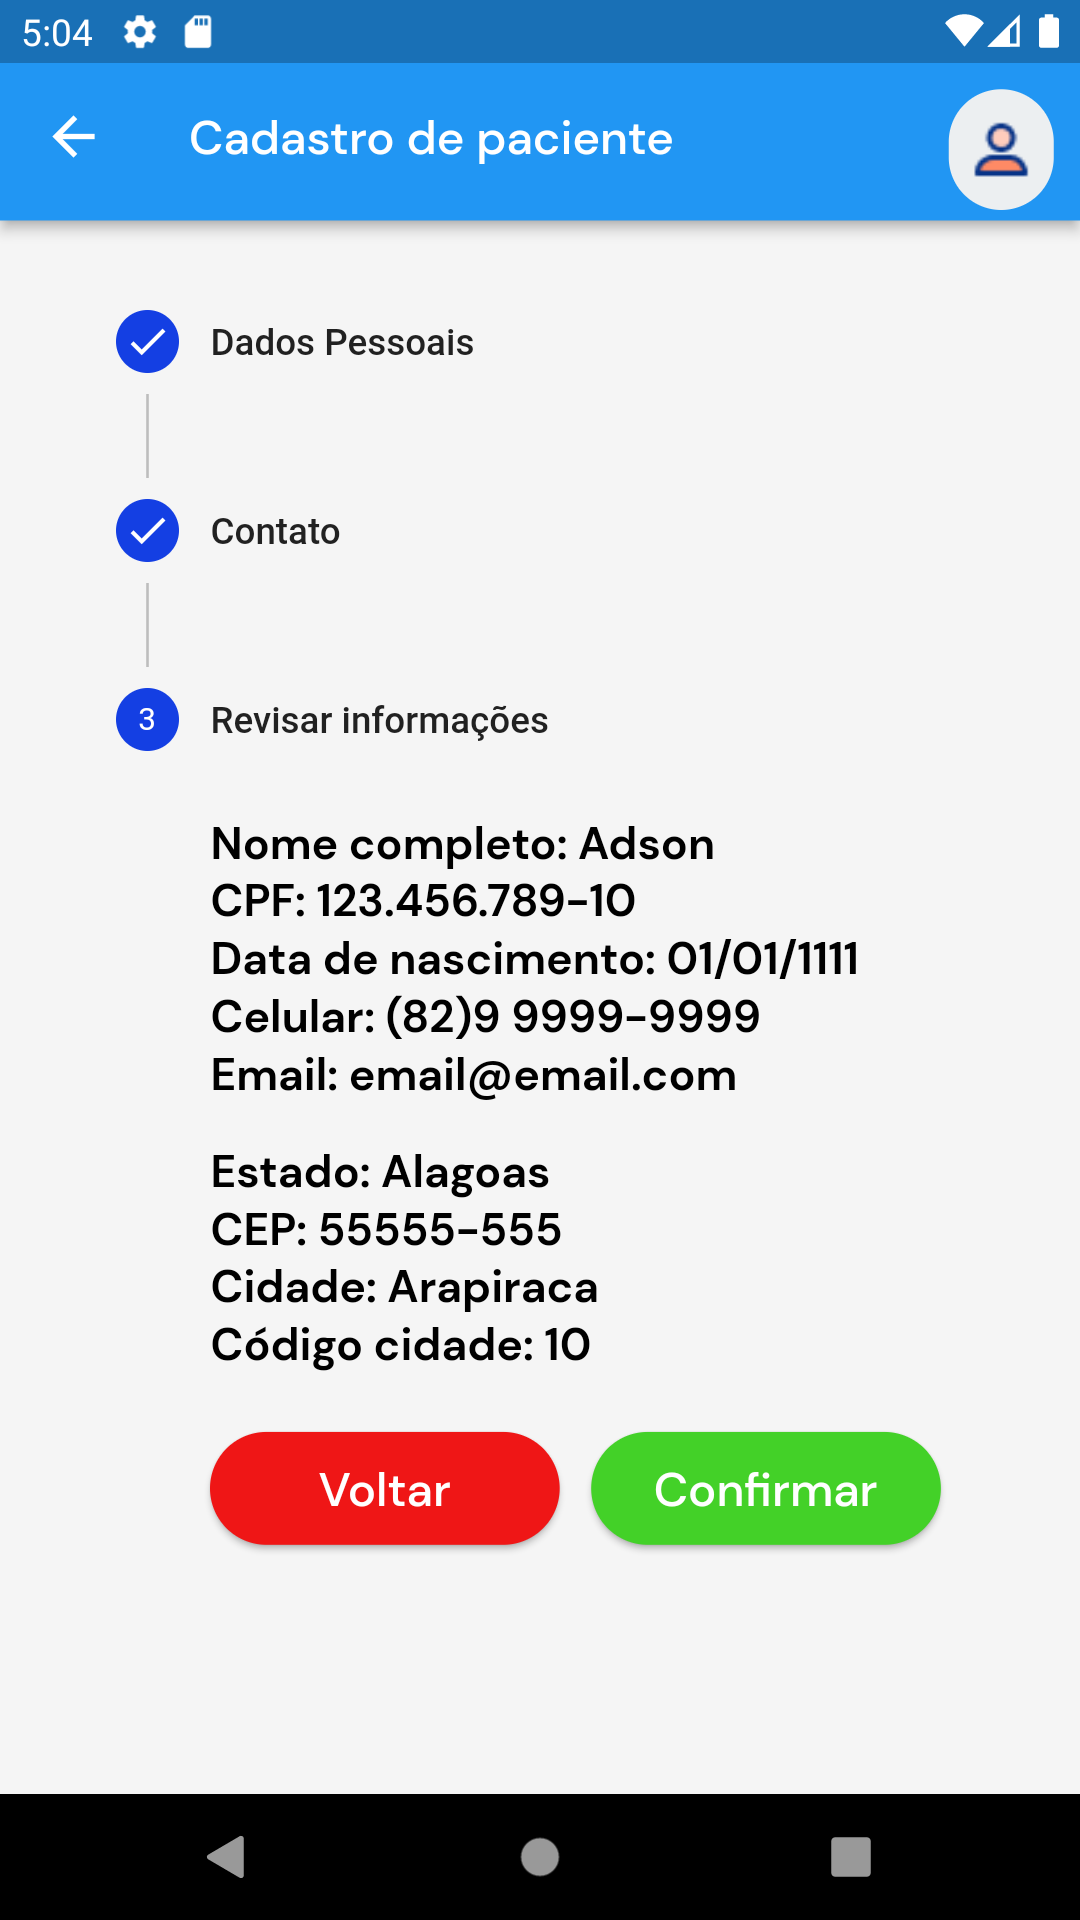 5:04
Cadastro de paciente
Dados Pessoais
Contato
3 Revisar informações
Nome completo: Adson
CPF: 123.456.789-10
Data de nascimento: 01/01/1111
Celular: (82)9 9999-9999
Email: email@email.com
Estado: Alagoas
CEP: 55555-555
Cidade: Arapiraca
Código cidade: 10
Voltar Confirmar